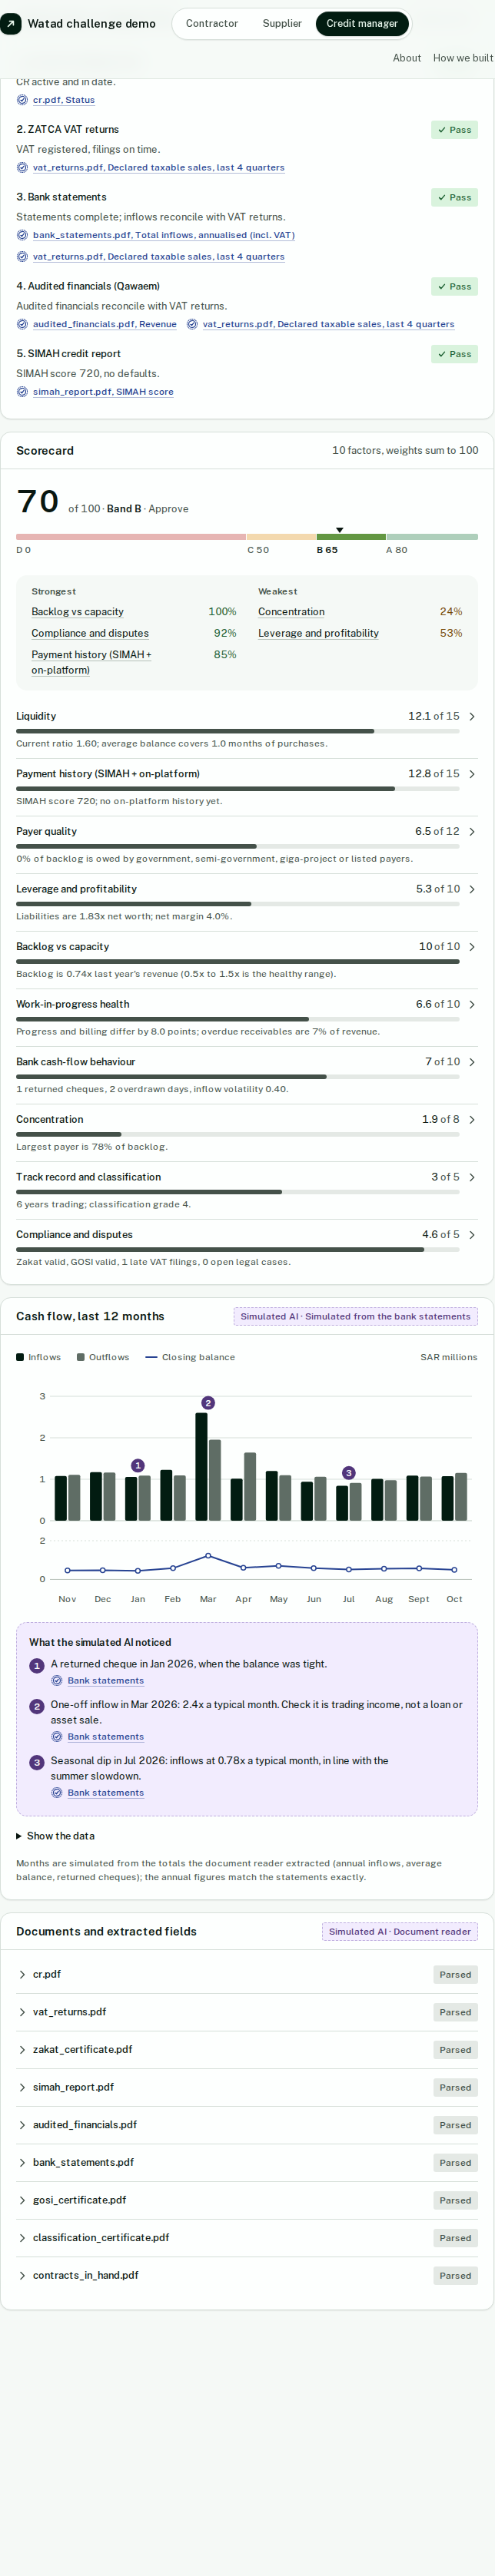 Watad challenge demo
Contractor
Supplier
Credit manager
About
How we built
CR active and in date.
cr.pdf, Status
2. ZATCA VAT returns
Pass
VAT registered, filings on time.
vat_returns.pdf, Declared taxable sales, last 4 quarters
3. Bank statements
Pass
Statements complete; inflows reconcile with VAT returns.
bank_statements.pdf, Total inflows, annualised (incl. VAT)
vat_returns.pdf, Declared taxable sales, last 4 quarters
4. Audited financials (Qawaem)
Pass
Audited financials reconcile with VAT returns.
audited_financials.pdf, Revenue
vat_returns.pdf, Declared taxable sales, last 4 quarters
5. SIMAH credit report
Pass
SIMAH score 720, no defaults.
simah_report.pdf, SIMAH score
Scorecard
10 factors, weights sum to 100
70 of 100 · Band B · Approve
D 0
C 50
B 65
A 80
Strongest
Backlog vs capacity 100%
Compliance and disputes 92%
Payment history (SIMAH + 85%
on-platform)
Weakest
Concentration 24%
Leverage and profitability 53%
Liquidity 12.1 of 15
Current ratio 1.60; average balance covers 1.0 months of purchases.
Payment history (SIMAH + on-platform) 12.8 of 15
SIMAH score 720; no on-platform history yet.
Payer quality 6.5 of 12
0% of backlog is owed by government, semi-government, giga-project or listed payers.
Leverage and profitability 5.3 of 10
Liabilities are 1.83x net worth; net margin 4.0%.
Backlog vs capacity 10 of 10
Backlog is 0.74x last year's revenue (0.5x to 1.5x is the healthy range).
Work-in-progress health 6.6 of 10
Progress and billing differ by 8.0 points; overdue receivables are 7% of revenue.
Bank cash-flow behaviour 7 of 10
1 returned cheques, 2 overdrawn days, inflow volatility 0.40.
Concentration 1.9 of 8
Largest payer is 78% of backlog.
Track record and classification 3 of 5
6 years trading; classification grade 4.
Compliance and disputes 4.6 of 5
Zakat valid, GOSI valid, 1 late VAT filings, 0 open legal cases.
Cash flow, last 12 months
Simulated AI · Simulated from the bank statements
Inflows
Outflows
Closing balance
SAR millions
3
2
1
0
2
0
1
2
3
Nov Dec Jan Feb Mar Apr May Jun Jul Aug Sept Oct
What the simulated AI noticed
1 A returned cheque in Jan 2026, when the balance was tight.
Bank statements
2 One-off inflow in Mar 2026: 2.4x a typical month. Check it is trading income, not a loan or
asset sale.
Bank statements
3 Seasonal dip in Jul 2026: inflows at 0.78x a typical month, in line with the
summer slowdown.
Bank statements
Show the data
Months are simulated from the totals the document reader extracted (annual inflows, average
balance, returned cheques); the annual figures match the statements exactly.
Documents and extracted fields
Simulated AI · Document reader
cr.pdf Parsed
vat_returns.pdf Parsed
zakat_certificate.pdf Parsed
simah_report.pdf Parsed
audited_financials.pdf Parsed
bank_statements.pdf Parsed
gosi_certificate.pdf Parsed
classification_certificate.pdf Parsed
contracts_in_hand.pdf Parsed